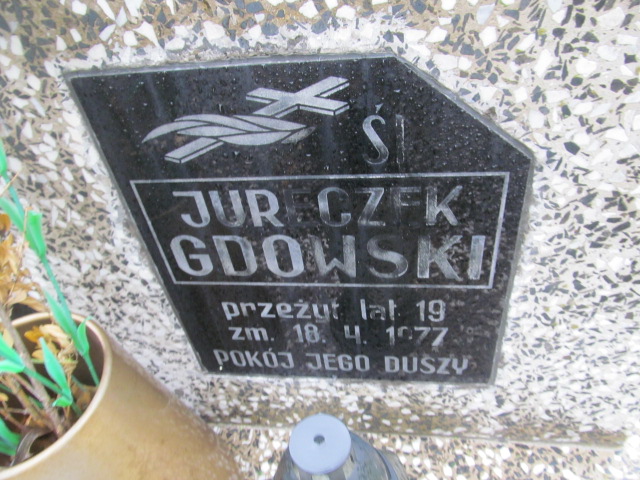 ŚP
JURECZEK
GDOWSKI
przeżył lat 19
zm. 18. 4. 1977
POKÓJ JEGO DUSZY